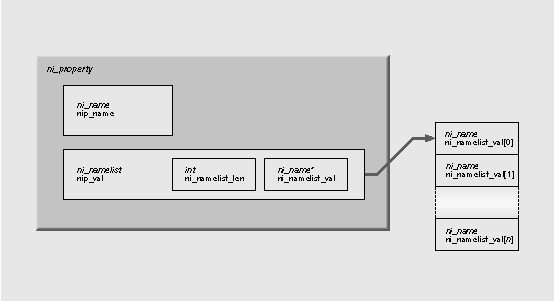 ni_property
ni_name
nip_name
ni_namelist
nip_val
int
ni_namelist_len
ni_name*
ni_namelist_val
ni_name
ni_namelist_val[0]
ni_name
ni_namelist_val[1]
ni_name
ni_namelist_val[n]